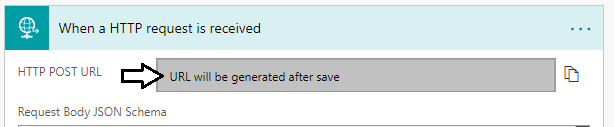 When a HTTP request is received
HTTP POST URL
URL will be generated after save
Request Body JSON Schema